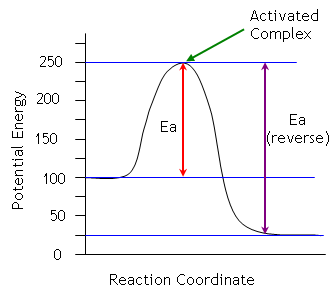 Activated
Complex
250
200
150
100
50
0
Potential Energy
Ea
Ea
(reverse)
Reaction Coordinate